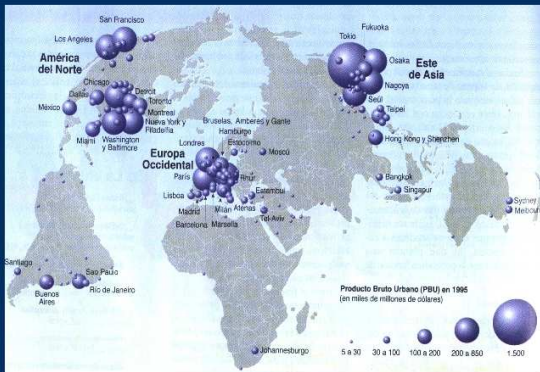 San Francisco
Los Angeles
América
del Norte
Chicago
Detroit
Dallas
Toronto
México
Montreal
Nueva York y
Filadelfia
Miami
Washington
y Baltimore
Bruselas, Amberes y Gante
Hamburgo
Estocolmo
Londres
Moscú
Europa
Occidental
París
Rhur
Lisboa
Estambul
Madrid
Milán
Atenas
Tel-Aviv
Barcelona
Marsella
Fukuoka
Tokio
Osaka
Este
de Asia
Nagoya
Seúl
Taipei
Hong Kong y Shenzhen
Bangkok
Singapur
Sydney
Santiago
Sao Paulo
Buenos
Aires
Río de Janeiro
Johannesburgo
Producto Bruto Urbano (PBU) en 1995
(en miles de millones de dólares)
5 a 30
30 a 100
100 a 200
200 a 850
1.500